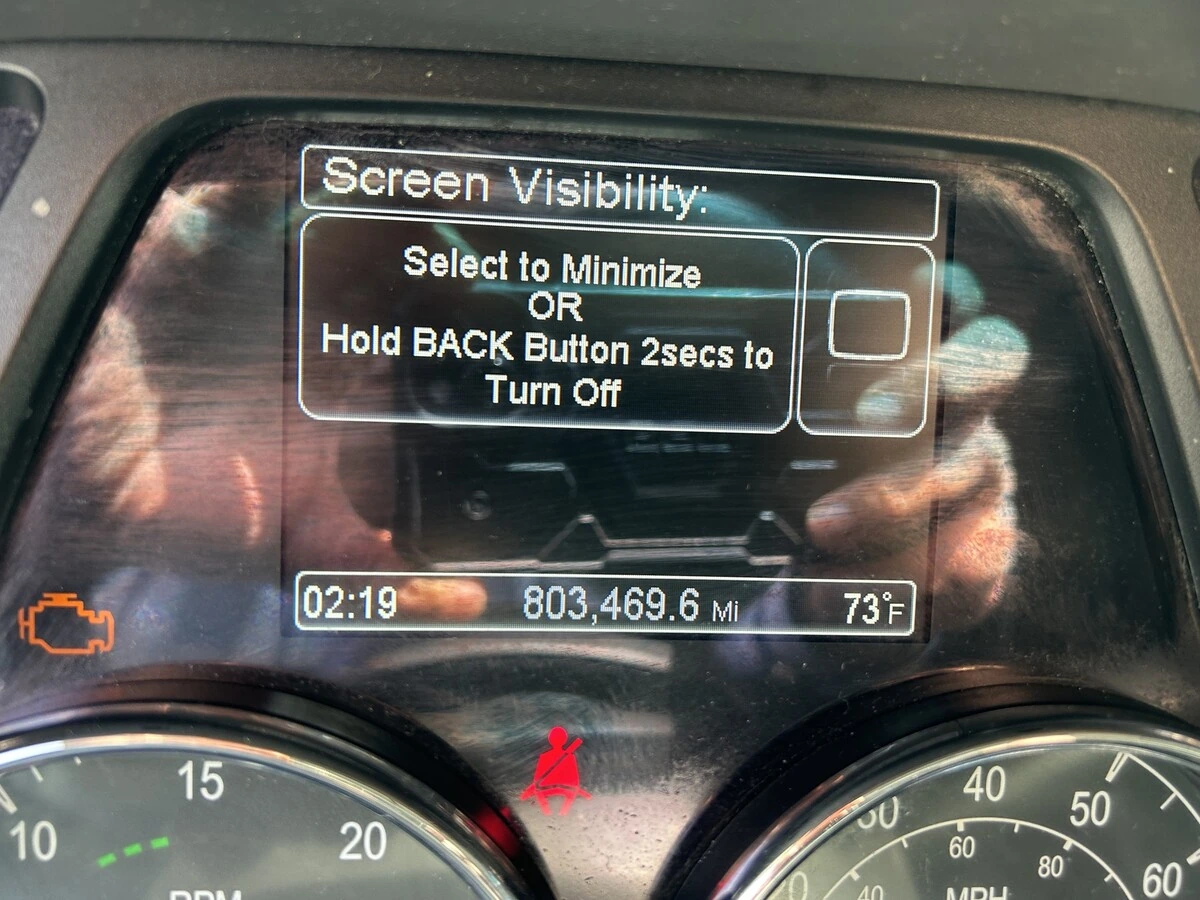 Screen Visibility:
Select to Minimize
OR
Hold BACK Button 2secs to
Turn Off
02:19 803,469.6 Mi 73°F
10 15 20
RPM
30 40 50 60
40 60 80
MPH